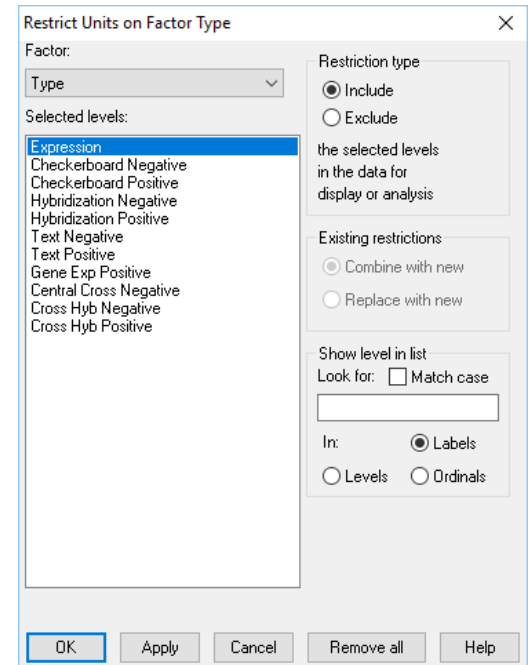 Restrict Units on Factor Type
Factor:
Type
Selected levels:
Expression
Checkerboard Negative
Checkerboard Positive
Hybridization Negative
Hybridization Positive
Text Negative
Text Positive
Gene Exp Positive
Central Cross Negative
Cross Hyb Negative
Cross Hyb Positive
Restriction type
Include
Exclude
the selected levels
in the data for
display or analysis
Existing restrictions
Combine with new
Replace with new
Show level in list
Look for: Match case
In: Labels
Levels Ordinals
OK Apply Cancel Remove all Help